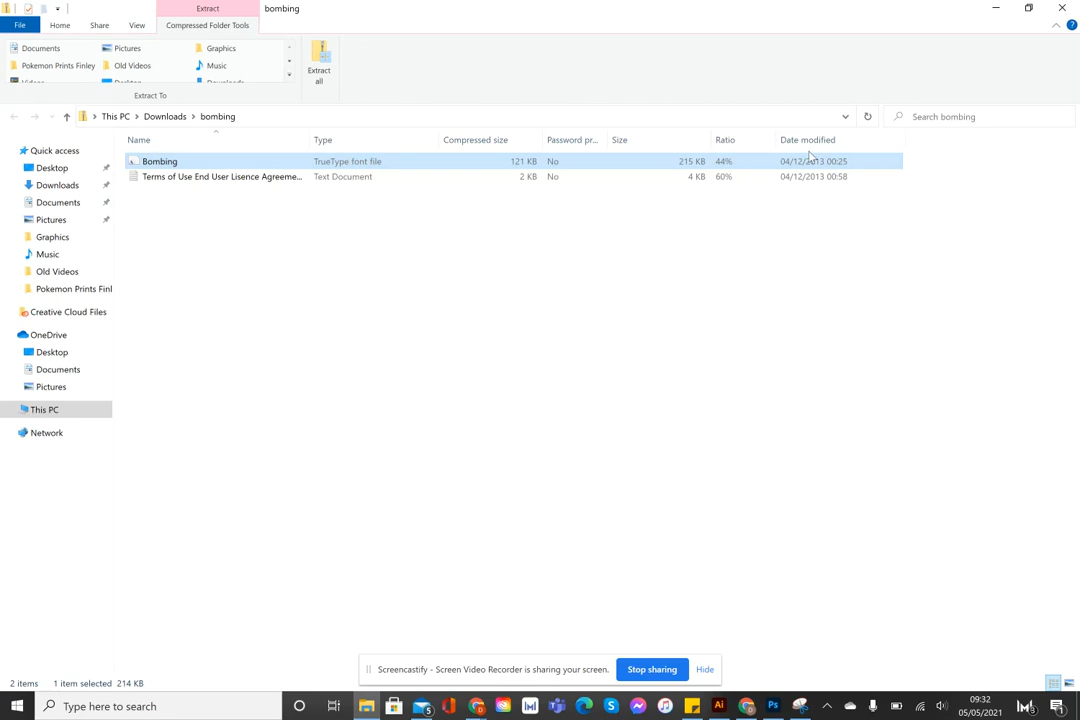 Extract
bombing
File
Home
Share
View
Compressed Folder Tools
Documents
Pictures
Graphics
Pokemon Prints Finley
Old Videos
Music
Videos
Desktop
Downloads
Extract To
Extract
all
This PC
Downloads
bombing
Search bombing
Name
Type
Compressed size
Password pr...
Size
Ratio
Date modified
Bombing
TrueType font file
121 KB
No
215 KB
44%
04/12/2013 00:25
Terms of Use End User Lisence Agreeme...
Text Document
2 KB
No
4 KB
60%
04/12/2013 00:58
Quick access
Desktop
Downloads
Documents
Pictures
Graphics
Music
Old Videos
Pokemon Prints Finl
Creative Cloud Files
OneDrive
Desktop
Documents
Pictures
This PC
Network
Screencastify - Screen Video Recorder is sharing your screen.
Stop sharing
Hide
2 items
1 item selected 214 KB
Type here to search
09:32
05/05/2021